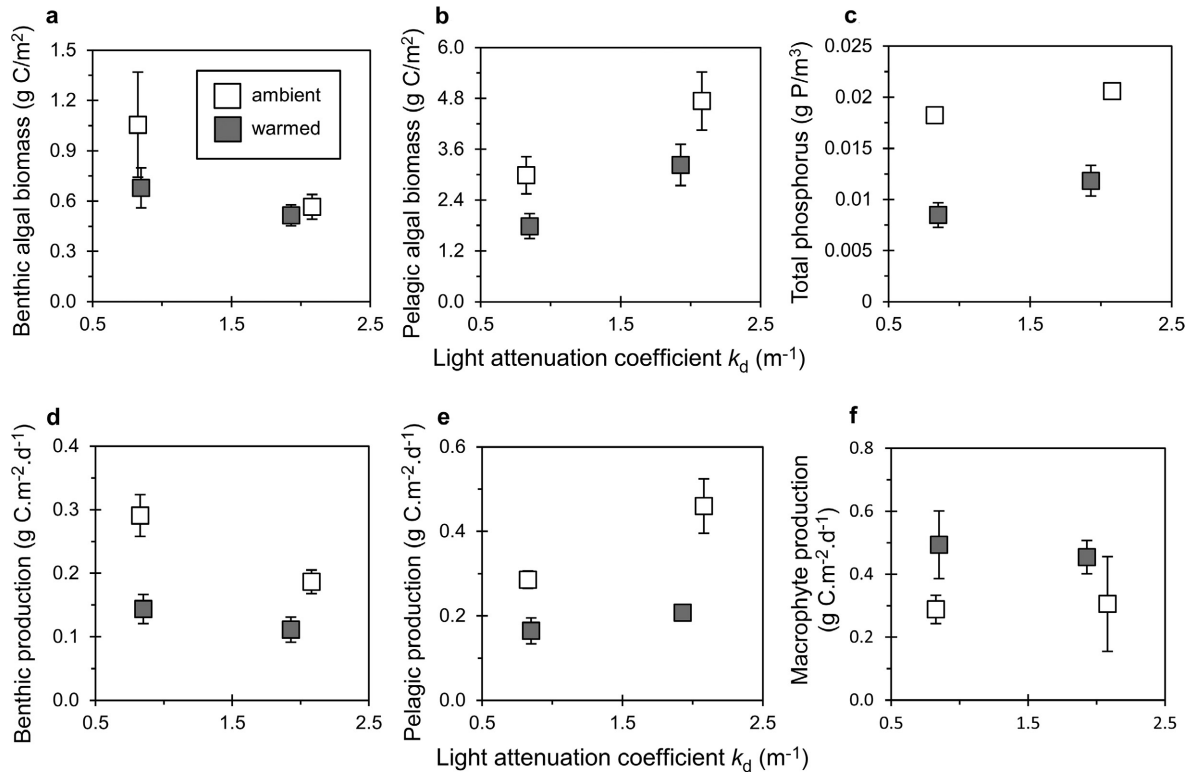 a
Benthic algal biomass (g C/m²)
1.5
1.2
0.9
0.6
0.3
0.0
0.5 1.5 2.5
ambient
warmed
b
Pelagic algal biomass (g C/m²)
6.0
4.8
3.6
2.4
1.2
0.0
0.5 1.5 2.5
c
Total phosphorus (g P/m³)
0.025
0.02
0.015
0.01
0.005
0
0.5 1.5 2.5
Light attenuation coefficient kd (m-1)
d
Benthic production (g C.m-2.d-1)
0.4
0.3
0.2
0.1
0.0
0.5 1.5 2.5
e
Pelagic production (g C.m-2.d-1)
0.6
0.4
0.2
0.0
0.5 1.5 2.5
f
Macrophyte production
(g C.m-2.d-1)
0.8
0.6
0.4
0.2
0.0
0.5 1.5 2.5
Light attenuation coefficient kd (m-1)